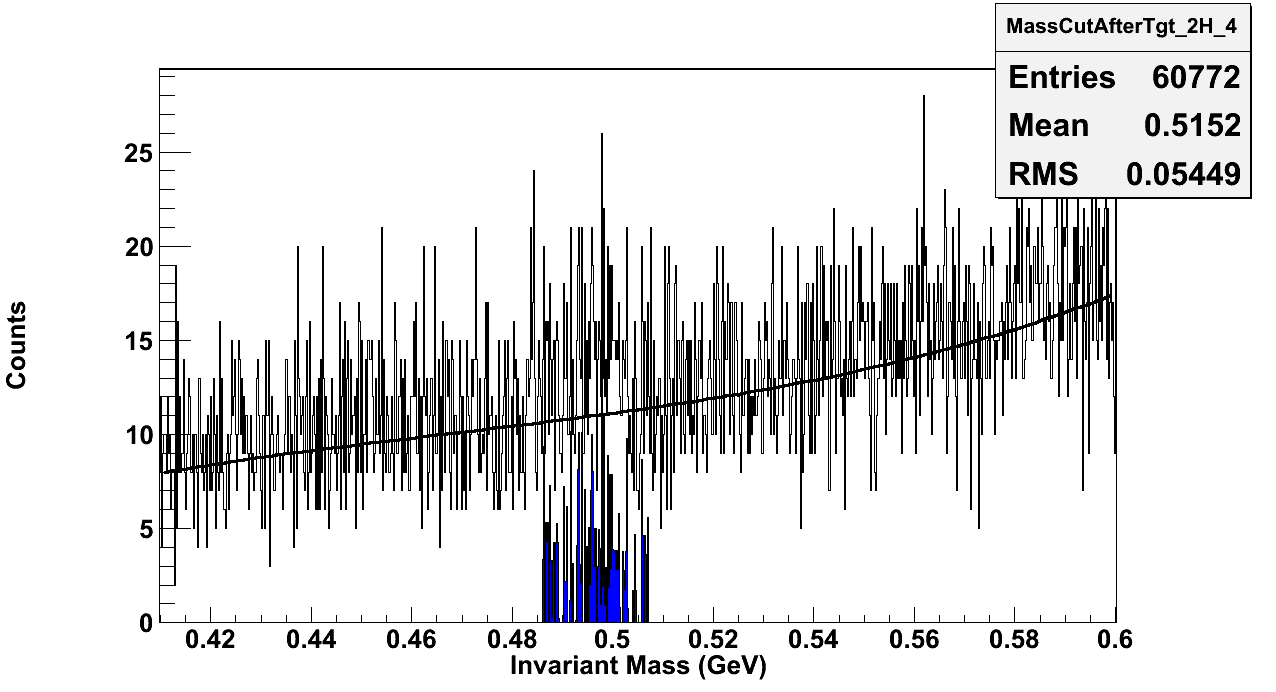 MassCutAfterTgt_2H_4
Entries 60772
Mean 0.5152
RMS 0.05449
Counts
25
20
15
10
5
0
0.42 0.44 0.46 0.48 0.5 0.52 0.54 0.56 0.58 0.6
Invariant Mass (GeV)